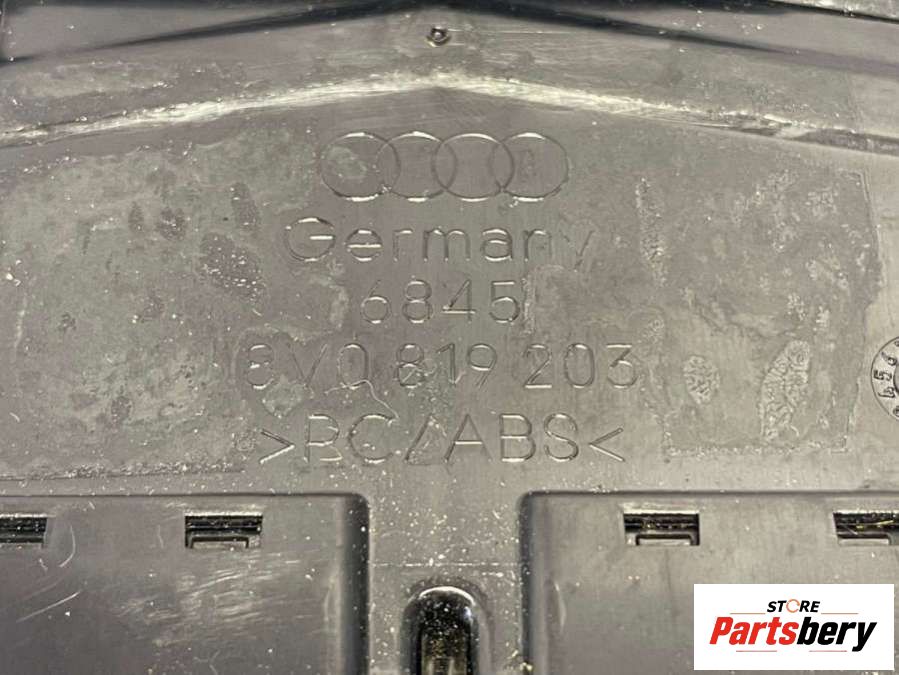 Germany
6845
8V0 819 203
>PC/ABS<
STORE
Partsbery